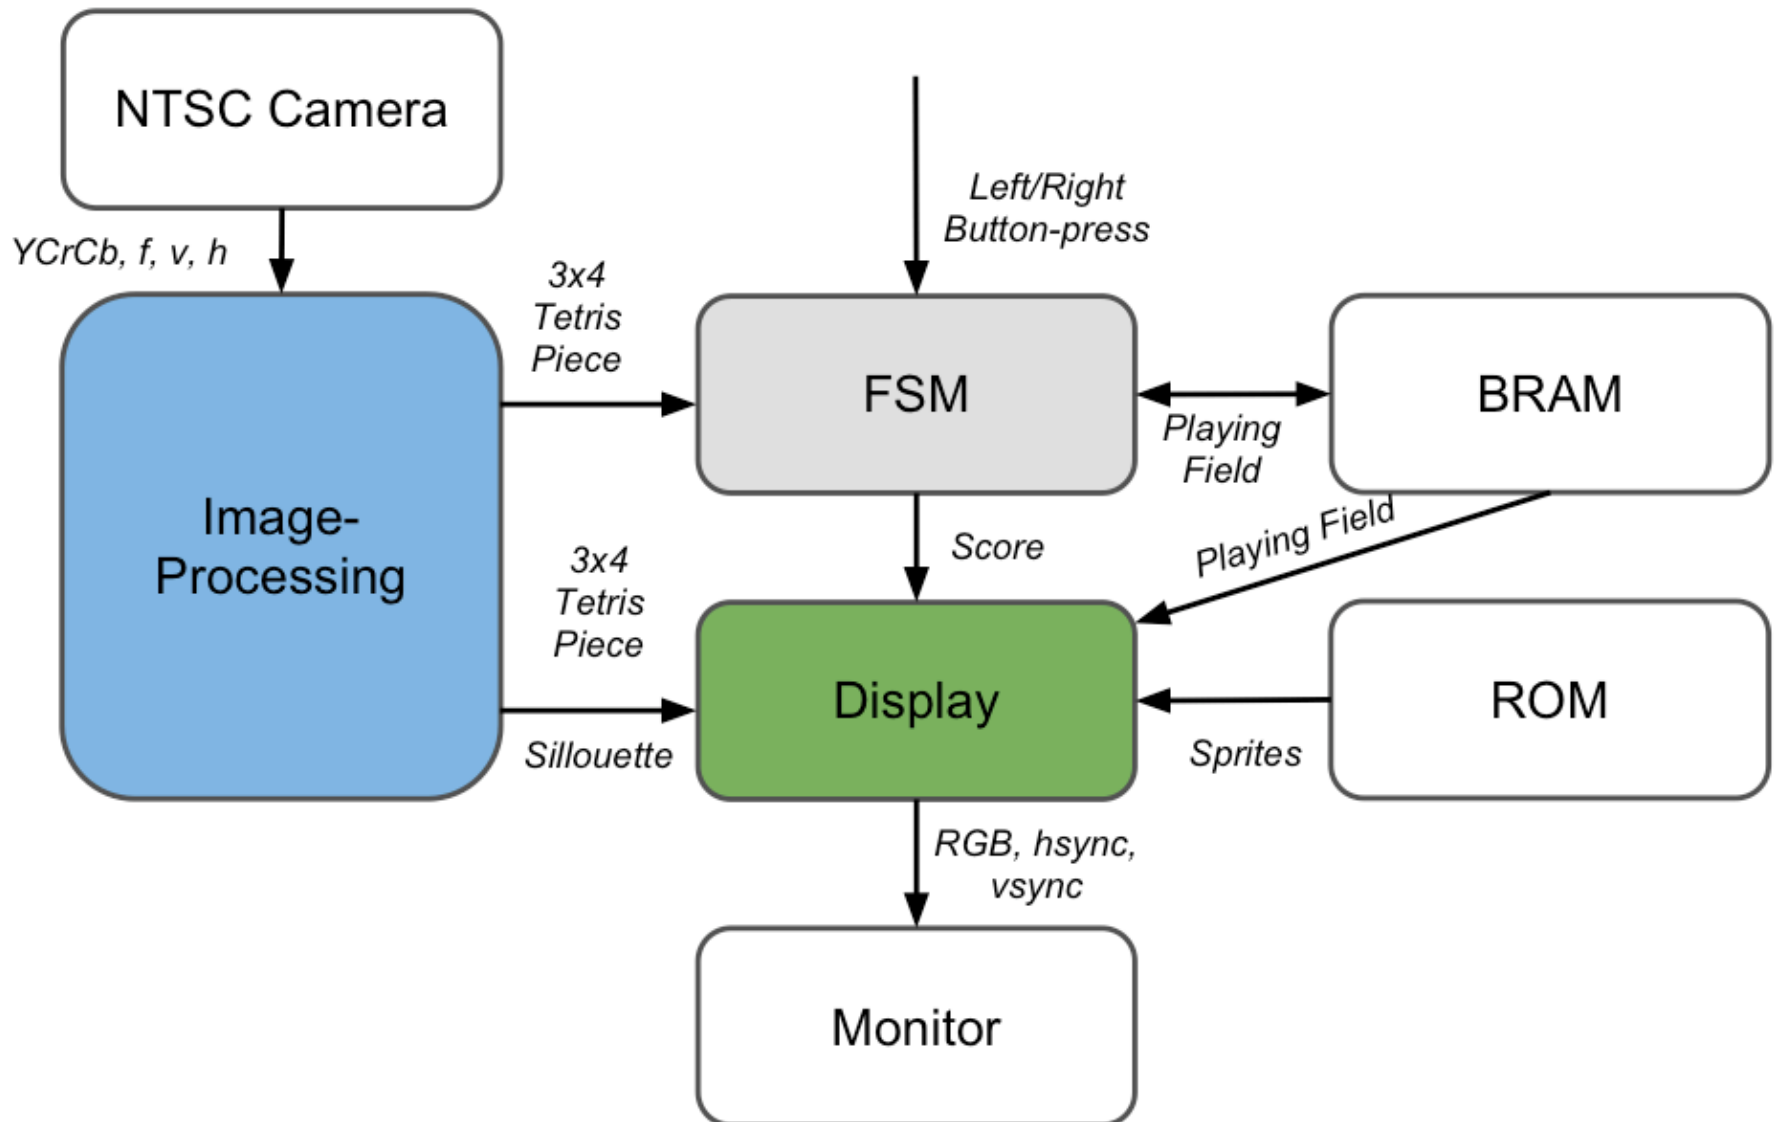 NTSC Camera
YCrCb, f, v, h
Left/Right
Button-press
3x4
Tetris
Piece
FSM
Playing
Field
BRAM
Image-
Processing
Score
Playing Field
3x4
Tetris
Piece
Sillouette
Display
Sprites
ROM
RGB, hsync,
vsync
Monitor